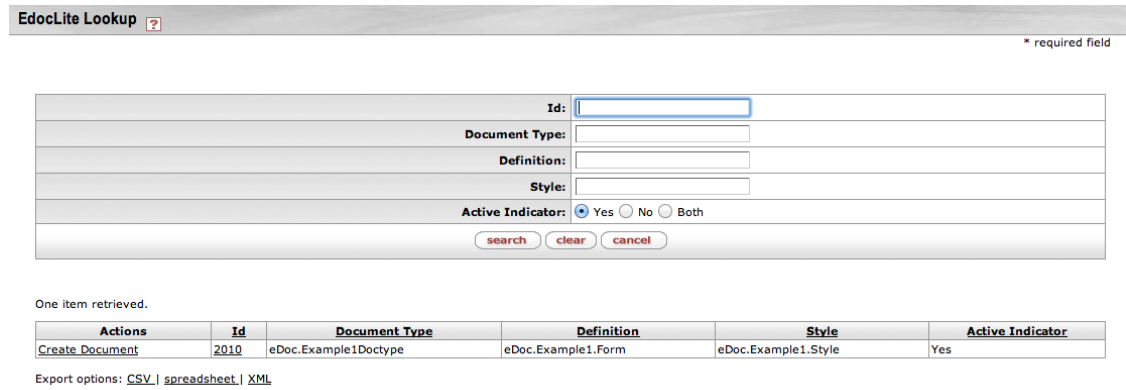 EdocLite Lookup ?
* required field
Id:
Document Type:
Definition:
Style:
Active Indicator: Yes No Both
search clear cancel
One item retrieved.
Actions Id Document Type Definition Style Active Indicator
Create Document 2010 eDoc.Example1Doctype eDoc.Example1.Form eDoc.Example1.Style Yes
Export options: CSV | spreadsheet | XML